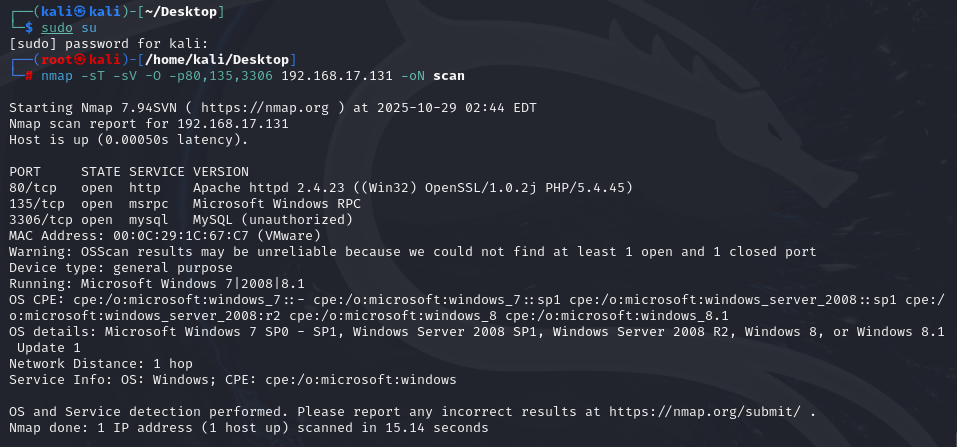 ┌──(kali㉿kali)-[~/Desktop]
└─$ sudo su
[sudo] password for kali:
┌──(root㉿kali)-[/home/kali/Desktop]
└─# nmap -sT -sV -O -p80,135,3306 192.168.17.131 -oN scan
Starting Nmap 7.94SVN ( https://nmap.org ) at 2025-10-29 02:44 EDT
Nmap scan report for 192.168.17.131
Host is up (0.00050s latency).
PORT     STATE SERVICE VERSION
80/tcp   open  http    Apache httpd 2.4.23 ((Win32) OpenSSL/1.0.2j PHP/5.4.45)
135/tcp  open  msrpc   Microsoft Windows RPC
3306/tcp open  mysql   MySQL (unauthorized)
MAC Address: 00:0C:29:1C:67:C7 (VMware)
Warning: OSScan results may be unreliable because we could not find at least 1 open and 1 closed port
Device type: general purpose
Running: Microsoft Windows 7|2008|8.1
OS CPE: cpe:/o:microsoft:windows_7::- cpe:/o:microsoft:windows_7::sp1 cpe:/o:microsoft:windows_server_2008::sp1 cpe:/
o:microsoft:windows_server_2008:r2 cpe:/o:microsoft:windows_8 cpe:/o:microsoft:windows_8.1
OS details: Microsoft Windows 7 SP0 - SP1, Windows Server 2008 SP1, Windows Server 2008 R2, Windows 8, or Windows 8.1
 Update 1
Network Distance: 1 hop
Service Info: OS: Windows; CPE: cpe:/o:microsoft:windows
OS and Service detection performed. Please report any incorrect results at https://nmap.org/submit/ .
Nmap done: 1 IP address (1 host up) scanned in 15.14 seconds